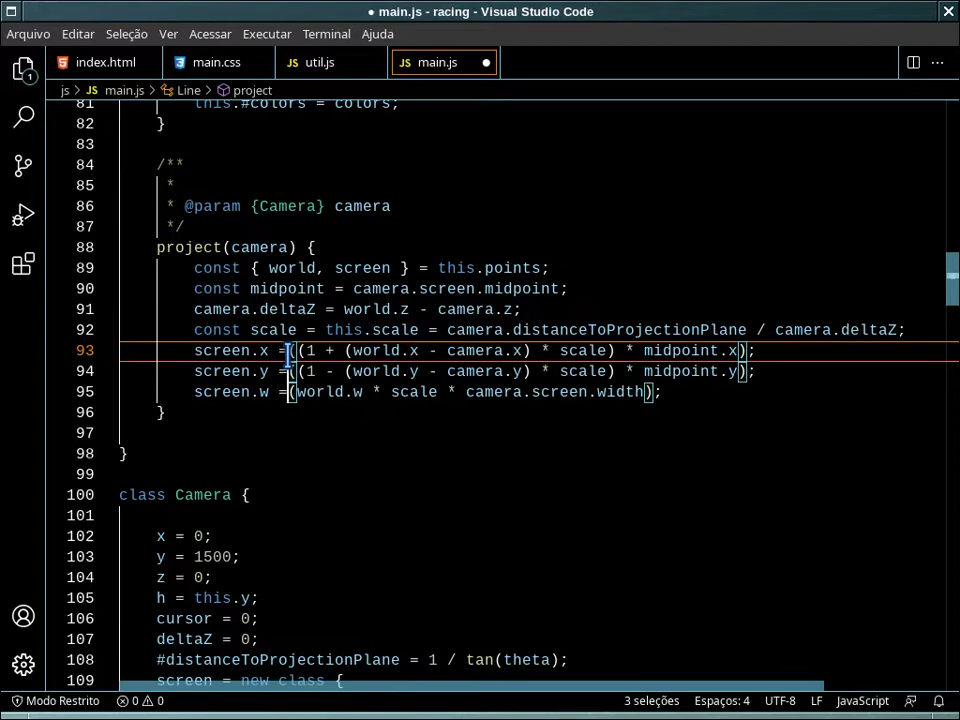 ● main.js - racing - Visual Studio Code
Arquivo Editar Seleção Ver Acessar Executar Terminal Ajuda
index.html main.css JS util.js JS main.js ●
js > JS main.js > Line > project
81 this.#colors = colors;
82 }
83
84 /**
85 *
86 * @param {Camera} camera
87 */
88 project(camera) {
89 const { world, screen } = this.points;
90 const midpoint = camera.screen.midpoint;
91 camera.deltaZ = world.z - camera.z;
92 const scale = this.scale = camera.distanceToProjectionPlane / camera.deltaZ;
93 screen.x =((1 + (world.x - camera.x) * scale) * midpoint.x);
94 screen.y =((1 - (world.y - camera.y) * scale) * midpoint.y);
95 screen.w =(world.w * scale * camera.screen.width);
96 }
97
98 }
99
100 class Camera {
101
102 x = 0;
103 y = 1500;
104 z = 0;
105 h = this.y;
106 cursor = 0;
107 deltaZ = 0;
108 #distanceToProjectionPlane = 1 / tan(theta);
109 screen = new class {
1
Modo Restrito 0 0 3 seleções Espaços: 4 UTF-8 LF JavaScript